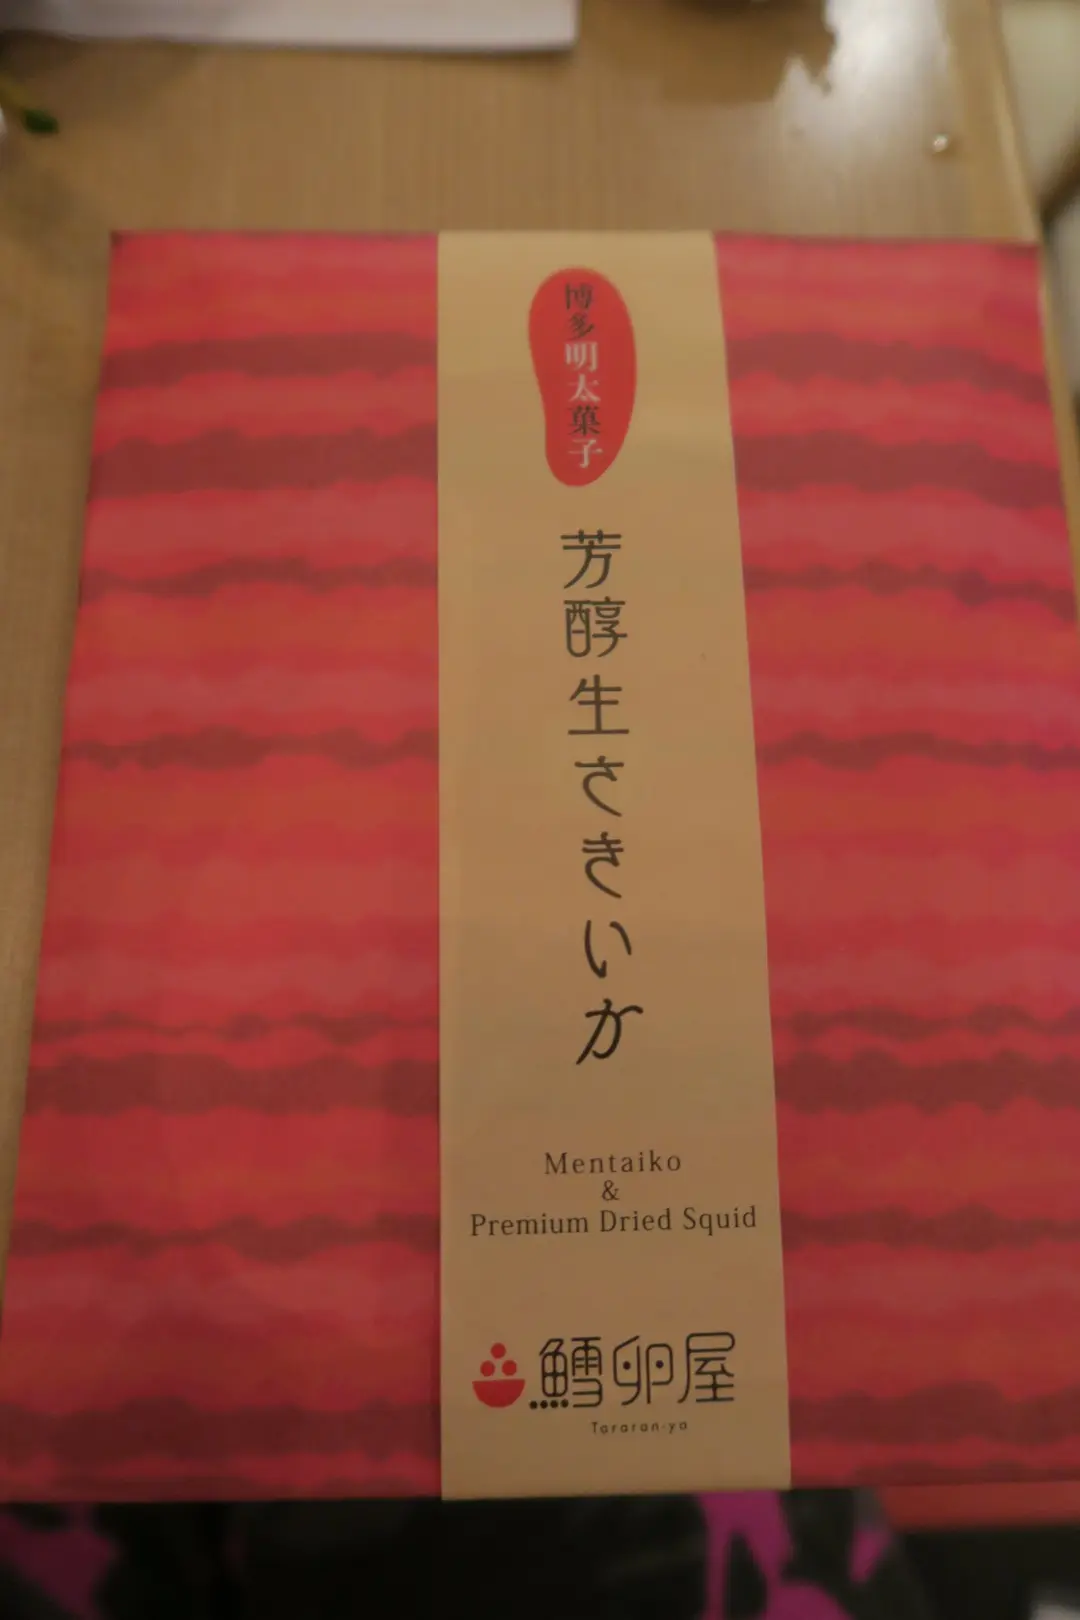 博多明太菓子
芳醇生さきいか
Mentaiko
&
Premium Dried Squid
鱈卵屋
Tararan-ya